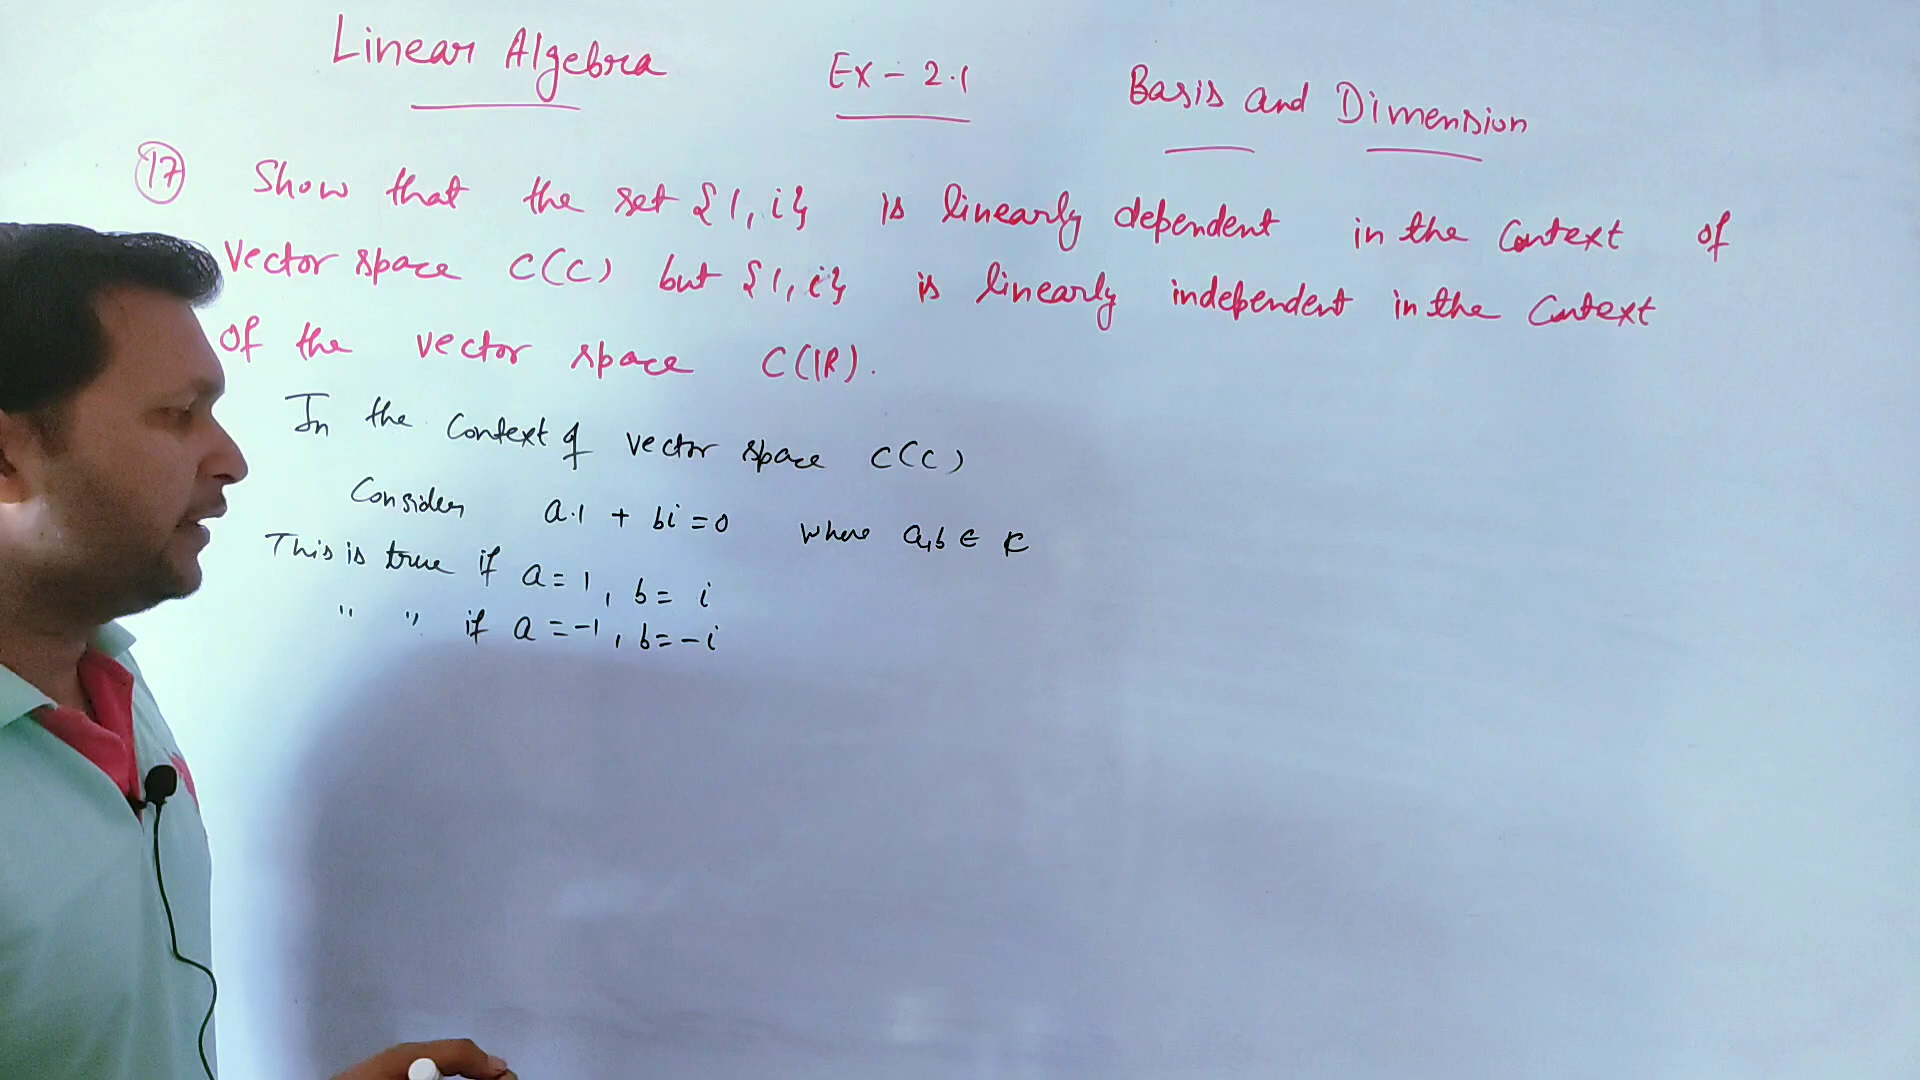 Linear Algebra Ex - 2.1 Basis and Dimension
17 Show that the set {1, i} is linearly dependent in the context of
vector space C(C) but {1, i} is linearly independent in the context
of the vector space C(IR).
In the context of vector space C(C)
Consider a.1 + bi = 0 where a,b ∈ C
This is true if a = 1, b = i
" " if a = -1, b = -i